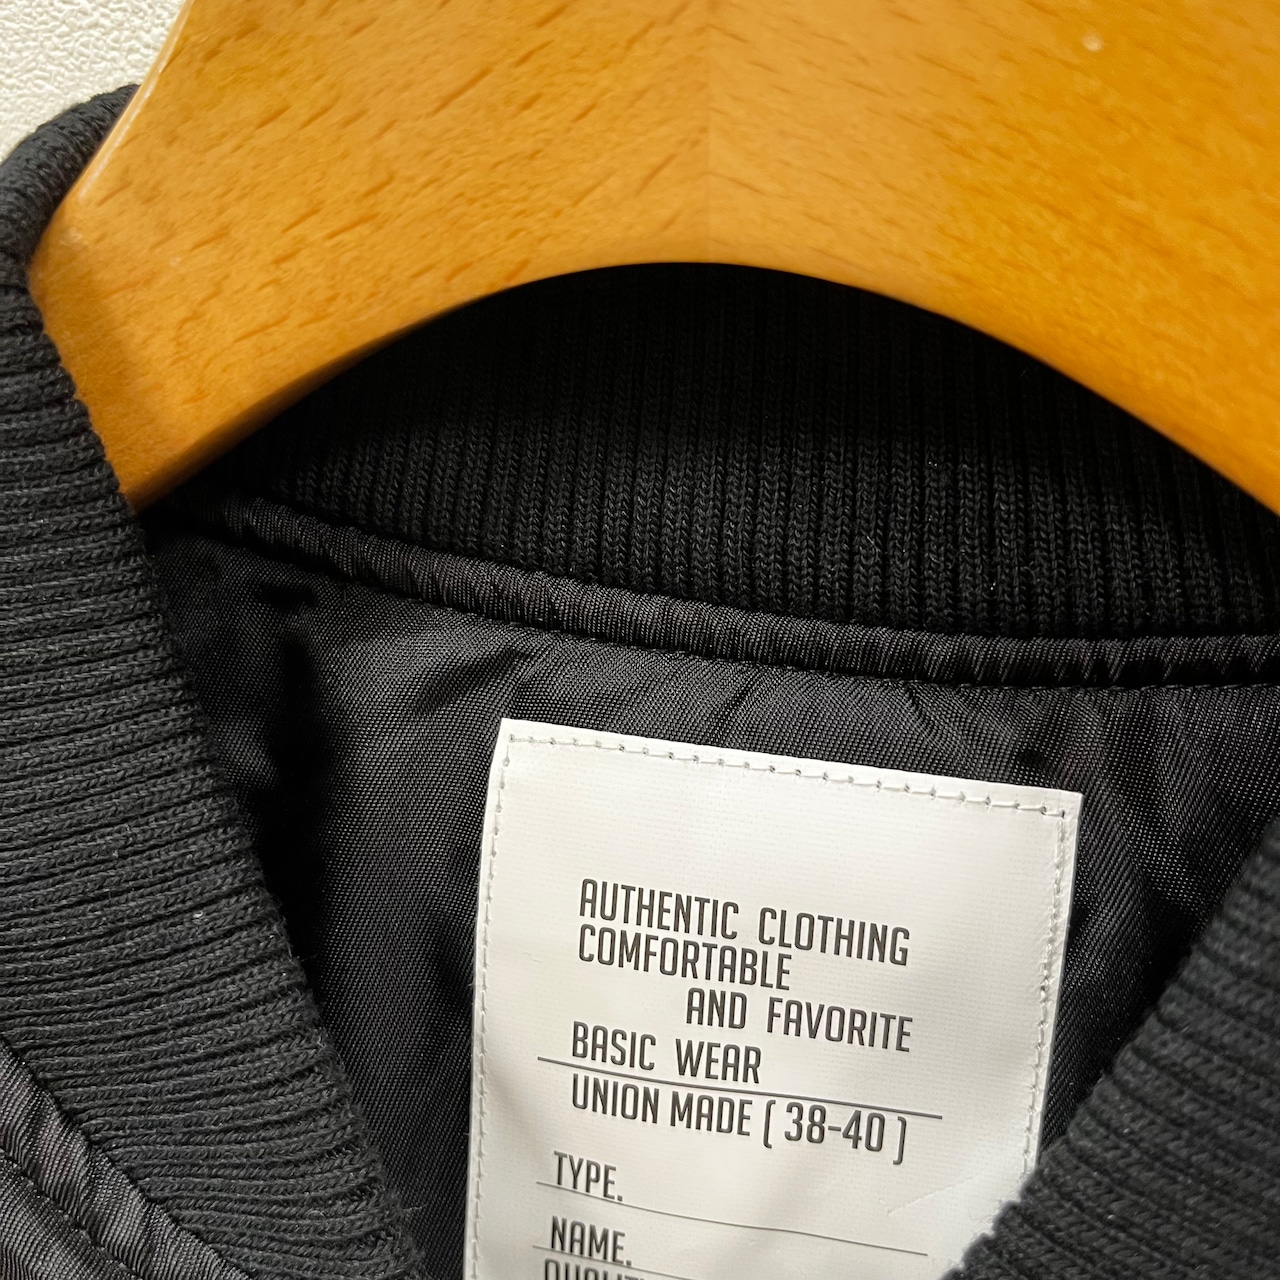 AUTHENTIC CLOTHING
COMFORTABLE
AND FAVORITE
BASIC WEAR
UNION MADE [ 38-40 ]
TYPE.
NAME.